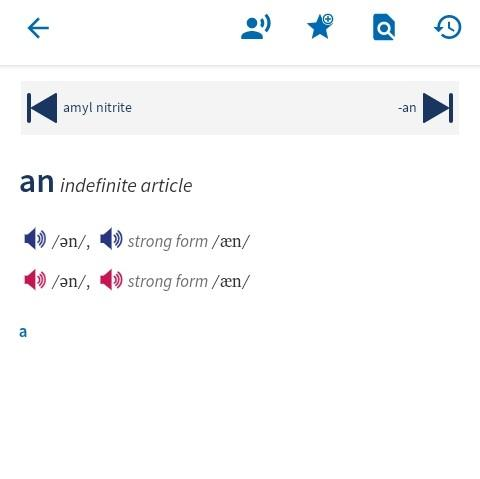 amyl nitrite -an
an indefinite article
/ən/, strong form /æn/
/ən/, strong form /æn/
a